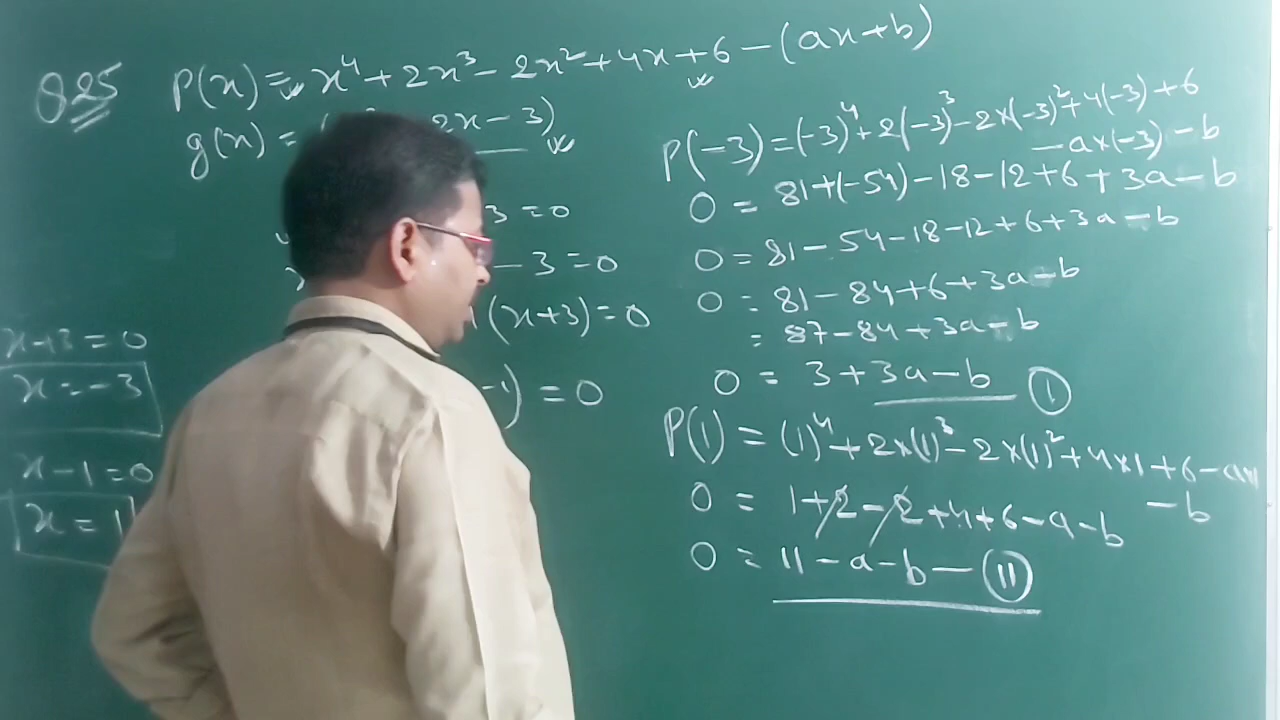 Q25 P(x) = x⁴ + 2x³ - 2x² + 4x + 6 - (ax + b)
g(x) = ( 2x - 3)
3 = 0
- 3 = 0
(x+3) = 0
-1) = 0
x+3 = 0
x = -3
x - 1 = 0
x = 1
P(-3) = (-3)⁴ + 2(-3)³ - 2×(-3)² + 4(-3) + 6
- a×(-3) - b
0 = 81 + (-54) - 18 - 12 + 6 + 3a - b
0 = 81 - 54 - 18 - 12 + 6 + 3a - b
0 = 81 - 84 + 6 + 3a - b
= 87 - 84 + 3a - b
0 = 3 + 3a - b (I)
P(1) = (1)⁴ + 2×(1)³ - 2×(1)² + 4×1 + 6 - a×1
- b
0 = 1 + 2 - 2 + 4 + 6 - a - b
0 = 11 - a - b - (II)